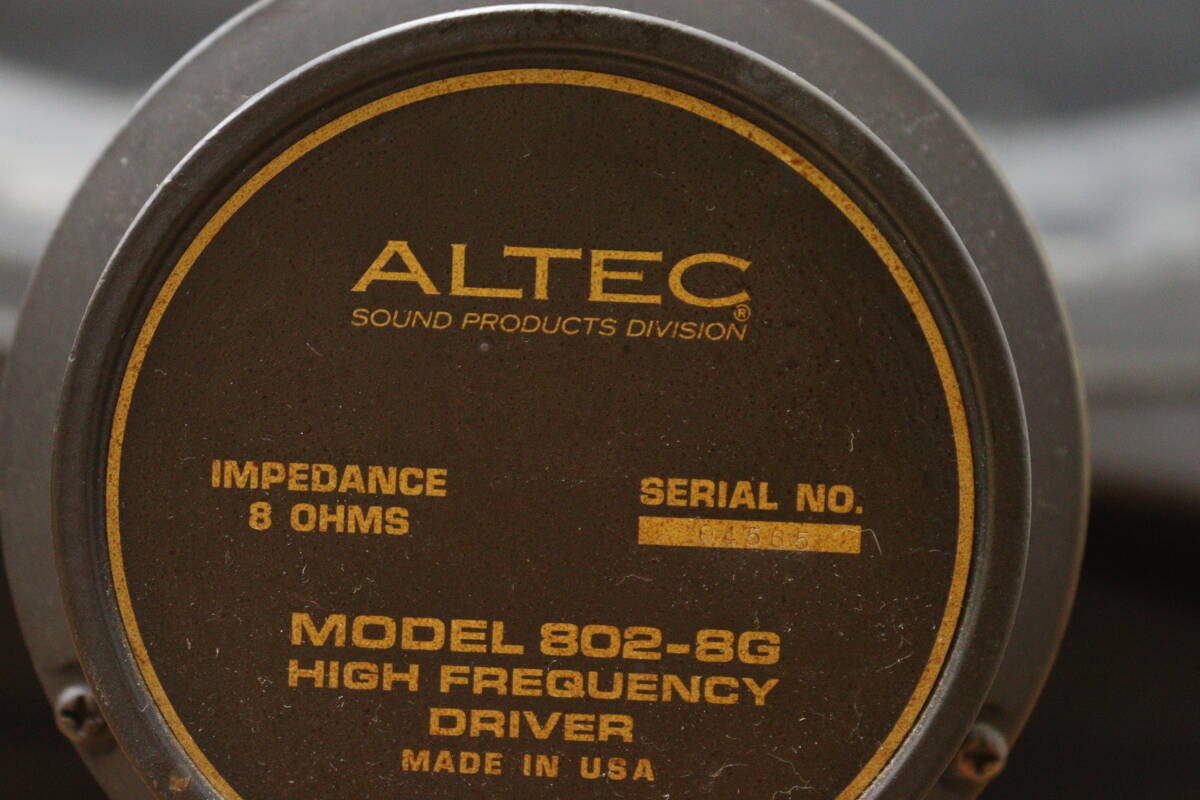 ALTEC®
SOUND PRODUCTS DIVISION
IMPEDANCE
8 OHMS
SERIAL NO.
MODEL 802-8G
HIGH FREQUENCY
DRIVER
MADE IN USA